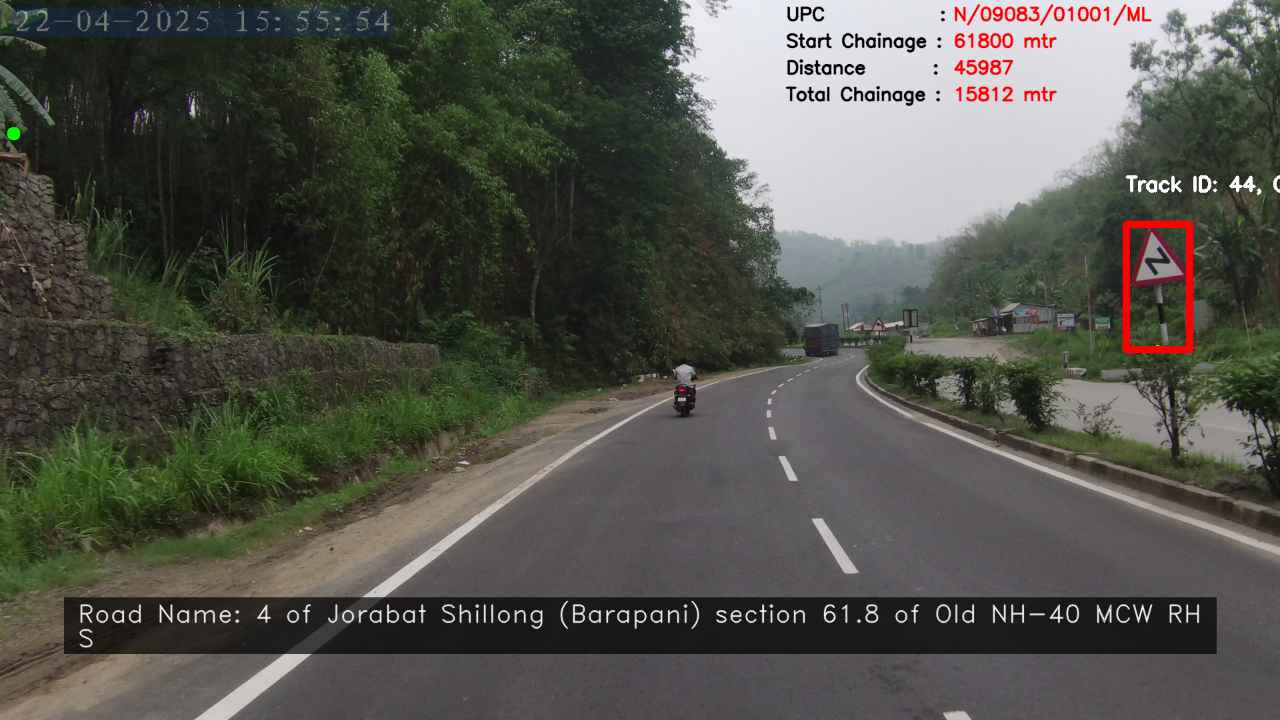 22-04-2025 15:55:54
UPC : N/09083/01001/ML
Start Chainage : 61800 mtr
Distance : 45987
Total Chainage : 15812 mtr
Track ID: 44,
Road Name: 4 of Jorabat Shillong (Barapani) section 61.8 of Old NH-40 MCW RH
S